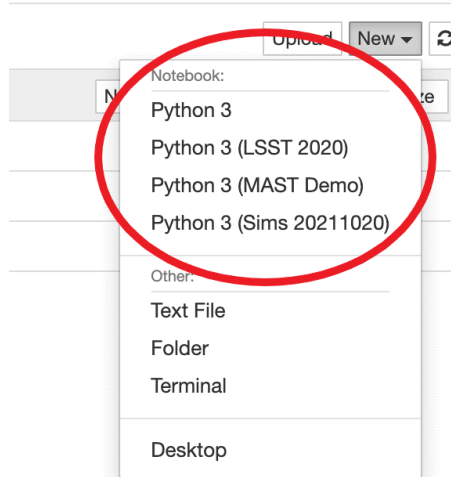 Upload New
Notebook:
Python 3
Python 3 (LSST 2020)
Python 3 (MAST Demo)
Python 3 (Sims 20211020)
Other:
Text File
Folder
Terminal
Desktop